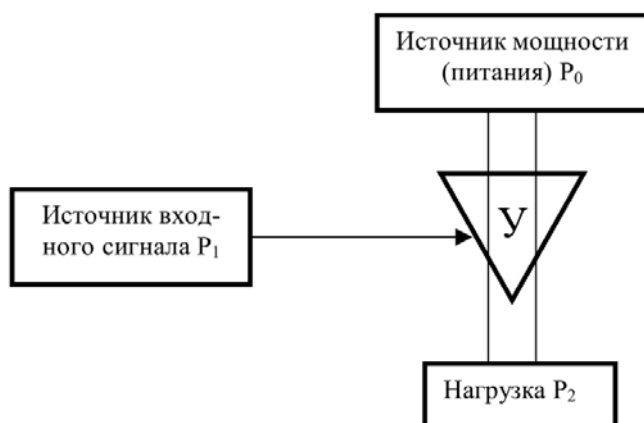 Источник мощности
(питания) P₀
Источник вход-
ного сигнала P₁
У
Нагрузка P₂